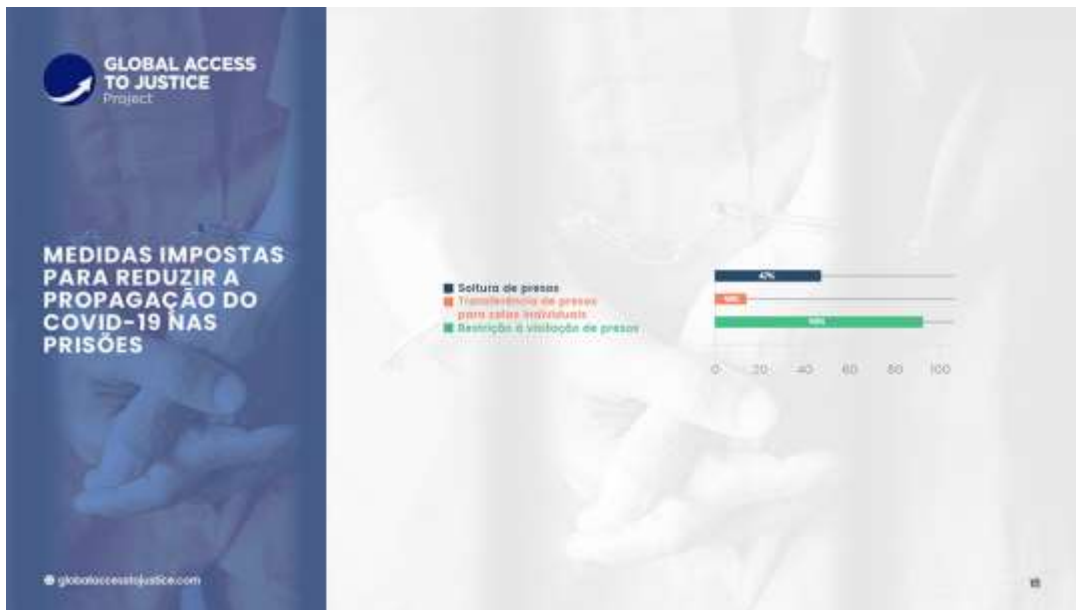 GLOBAL ACCESS
TO JUSTICE
Project
MEDIDAS IMPOSTAS
PARA REDUZIR A
PROPAGAÇÃO DO
COVID-19 NAS
PRISÕES
Soltura de presos
Transferência de presos
para celas individuais
Restrição à visitação de presos
47%
0 20 40 60 80 100
globalaccesstojustice.com